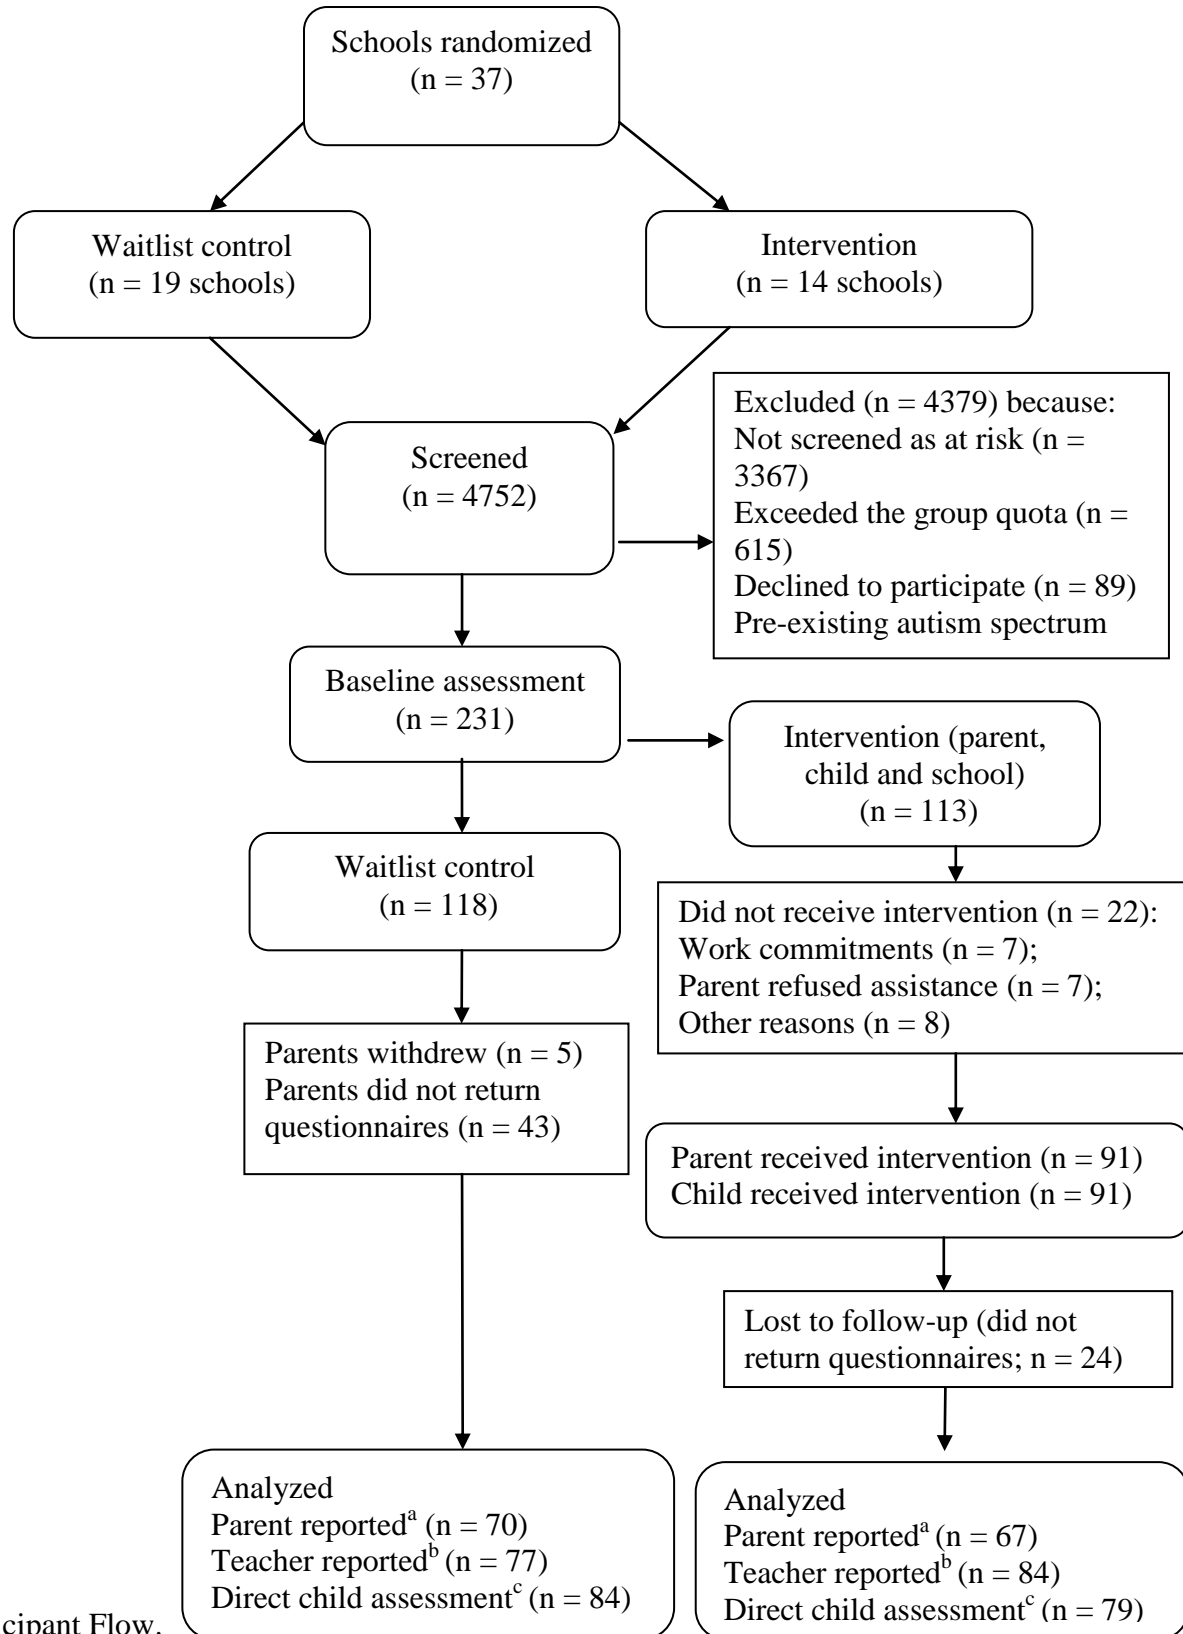 Schools randomized
(n = 37)
Waitlist control
(n = 19 schools)
Intervention
(n = 14 schools)
Screened
(n = 4752)
Excluded (n = 4379) because:
Not screened as at risk (n =
3367)
Exceeded the group quota (n =
615)
Declined to participate (n = 89)
Pre-existing autism spectrum
Baseline assessment
(n = 231)
Intervention (parent,
child and school)
(n = 113)
Waitlist control
(n = 118)
Did not receive intervention (n = 22):
Work commitments (n = 7);
Parent refused assistance (n = 7);
Other reasons (n = 8)
Parents withdrew (n = 5)
Parents did not return
questionnaires (n = 43)
Parent received intervention (n = 91)
Child received intervention (n = 91)
Lost to follow-up (did not
return questionnaires; n = 24)
Analyzed
Parent reported^a (n = 70)
Teacher reported^b (n = 77)
Direct child assessment^c (n = 84)
Analyzed
Parent reported^a (n = 67)
Teacher reported^b (n = 84)
Direct child assessment^c (n = 79)
cipant Flow.